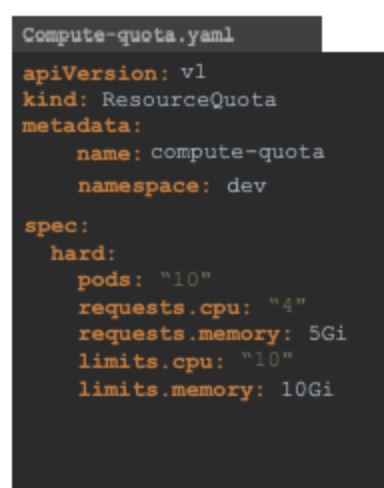 Compute-quota.yaml
apiVersion: v1
kind: ResourceQuota
metadata:
name: compute-quota
namespace: dev
spec:
hard:
pods: “10"
requests.cpu: “4"
requests.memory: 5Gi
limits.cpu: “10"
limits.memory: 10Gi